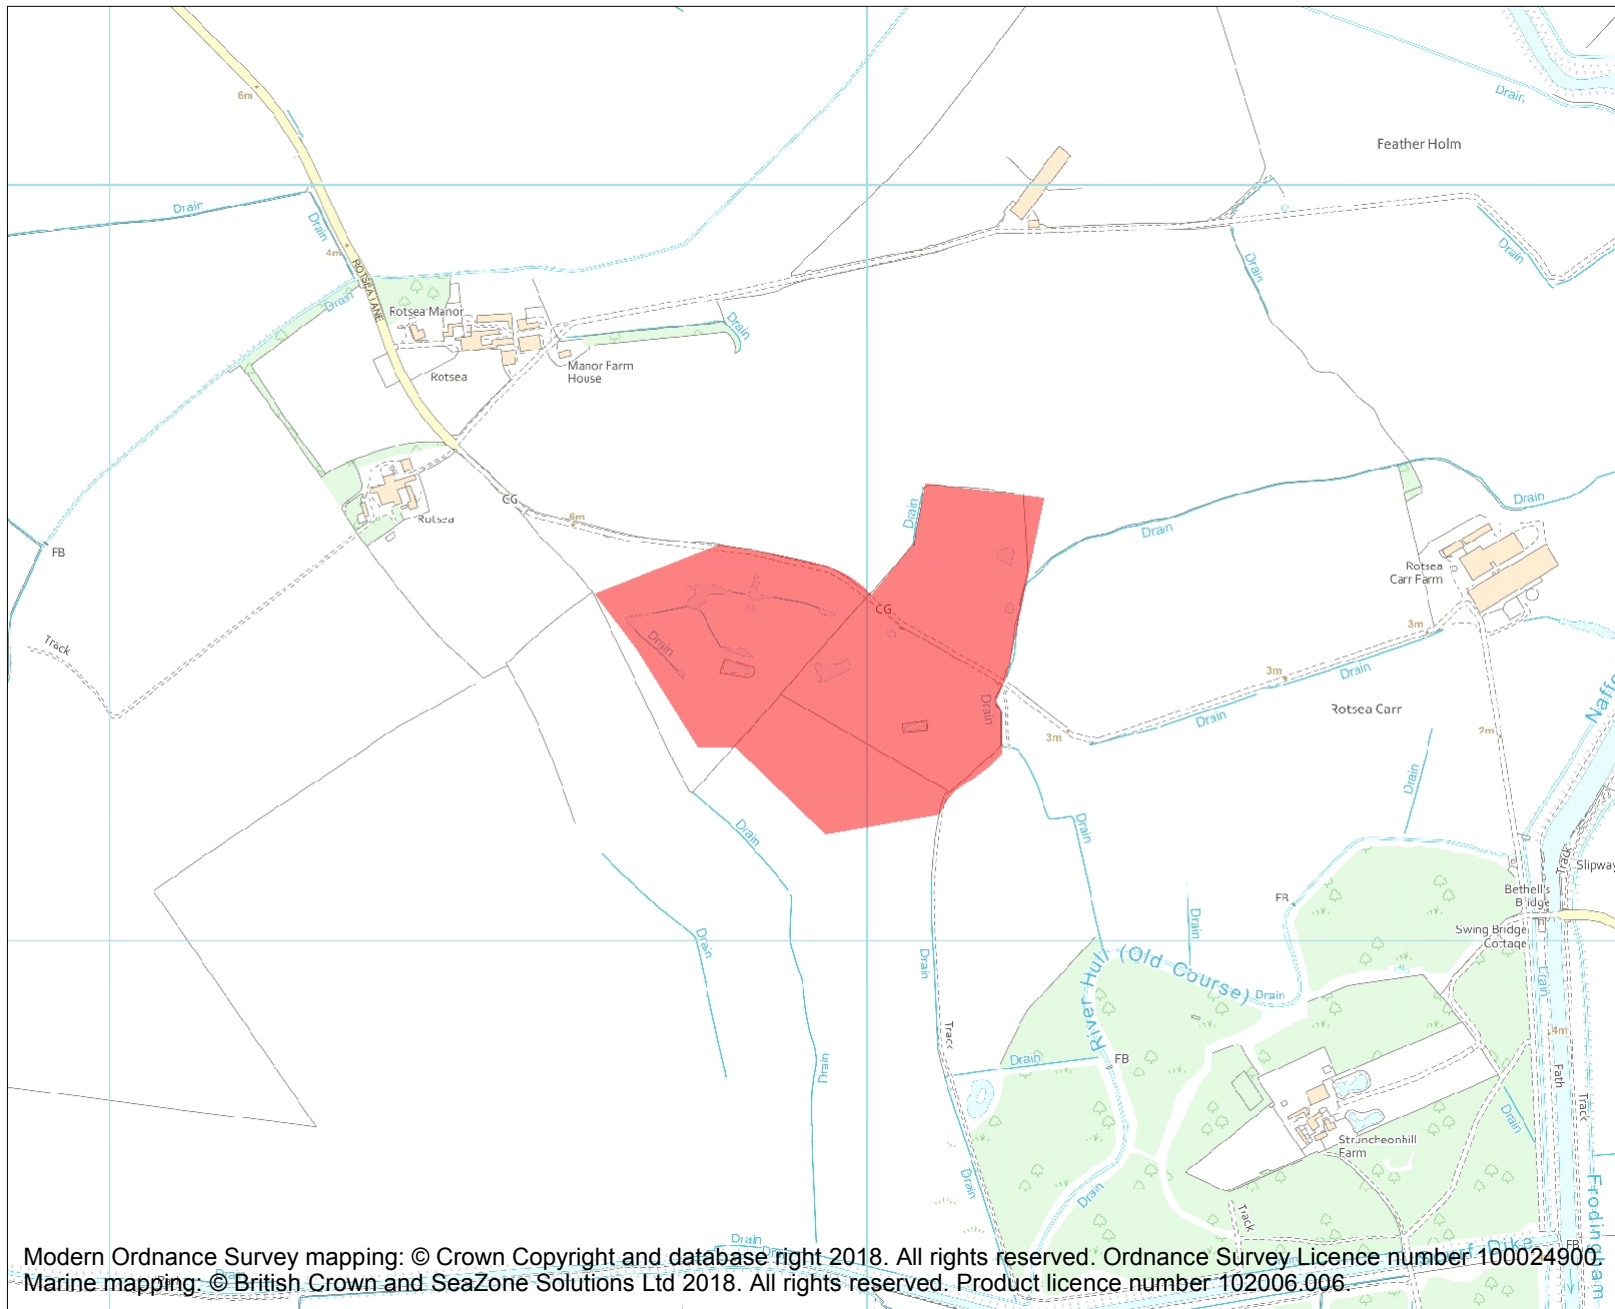 6m
Drain
Feather Holm
Drain
Drain
4m
ROTSEA LANE
Drain
Drain
Drain
Rotsea Manor
Drain
Manor Farm
House
Rotsea
CG
Drain
Drain
6m
Drain
Rotsea
FB
Rotsea
Carr Farm
CG
3m
Track
Drain
3m
Drain
Rotsea Carr
Drain
Drain
3m
2m
Drain
Drain
Drain
Track
Slipway
Bethell's
Bridge
FB
Drain
Swing Bridge
Cottage
Drain
Drain
River Hull (Old Course)
Drain
Drain
Track
4m
Drain
FB
Drain
Path
Track
Drain
Struncheonhill
Farm
Drain
Drain
Track
Frodingham
Drain
FB
Modern Ordnance Survey mapping: © Crown Copyright and database right 2018. All rights reserved. Ordnance Survey Licence number 100024900.
Marine mapping: © British Crown and SeaZone Solutions Ltd 2018. All rights reserved. Product licence number 102006.006.